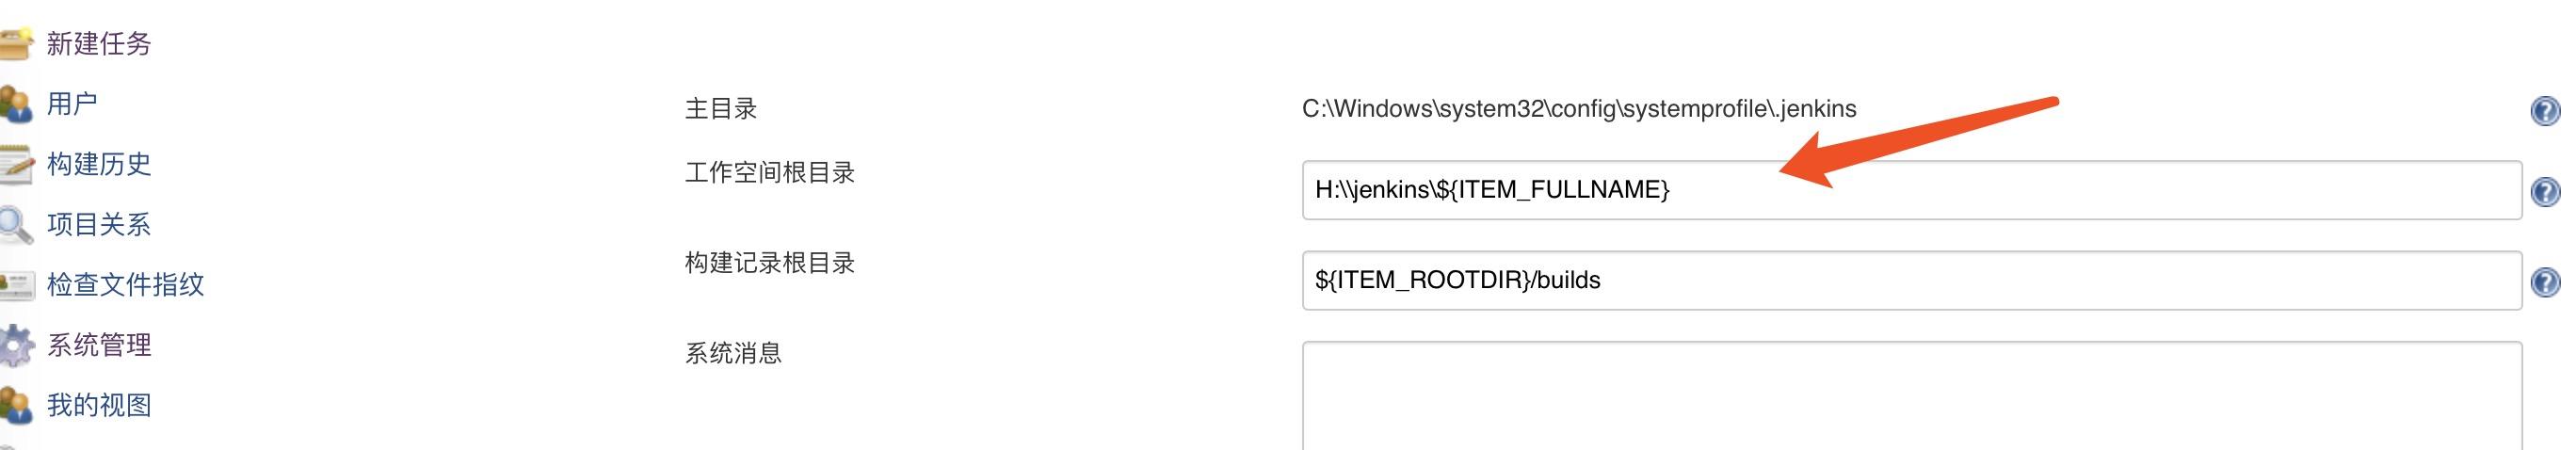 新建任务
用户
构建历史
项目关系
检查文件指纹
系统管理
我的视图
主目录
C:\Windows\system32\config\systemprofile\.jenkins
工作空间根目录
H:\\jenkins\${ITEM_FULLNAME}
构建记录根目录
${ITEM_ROOTDIR}/builds
系统消息